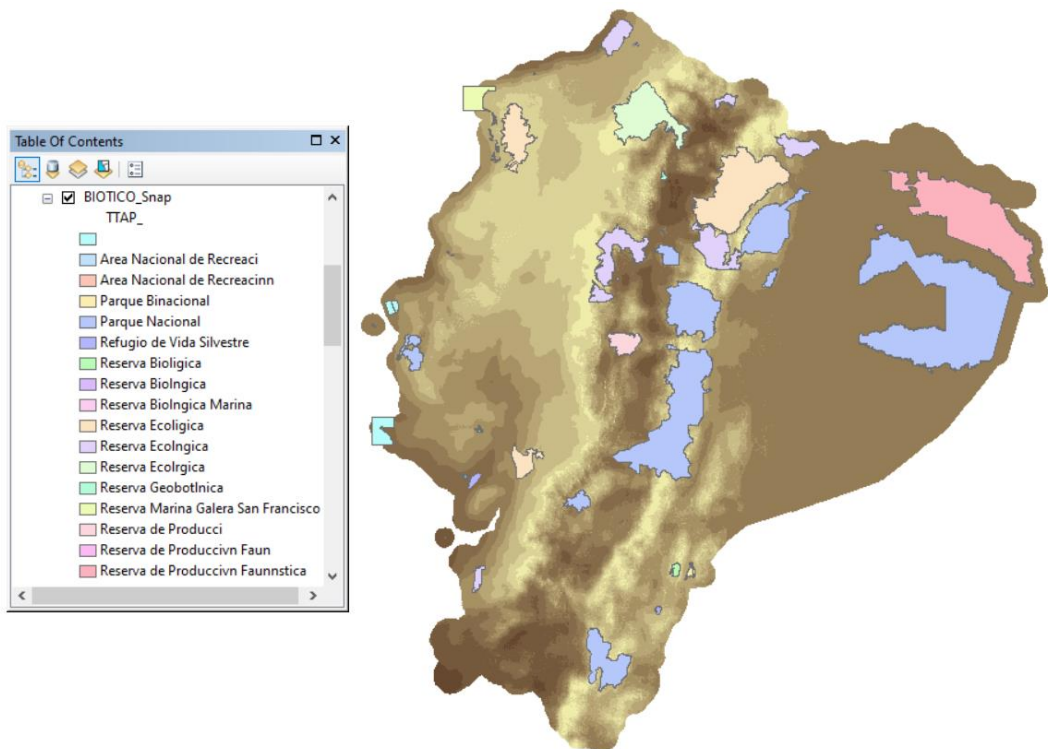 Table Of Contents
BIOTICO_Snap
TTAP_
Area Nacional de Recreaci
Area Nacional de Recreacinn
Parque Binacional
Parque Nacional
Refugio de Vida Silvestre
Reserva Bioligica
Reserva Biolngica
Reserva Biolngica Marina
Reserva Ecoligica
Reserva Ecolngica
Reserva Ecolrgica
Reserva Geobotlnica
Reserva Marina Galera San Francisco
Reserva de Producci
Reserva de Produccivn Faun
Reserva de Produccivn Faunnstica